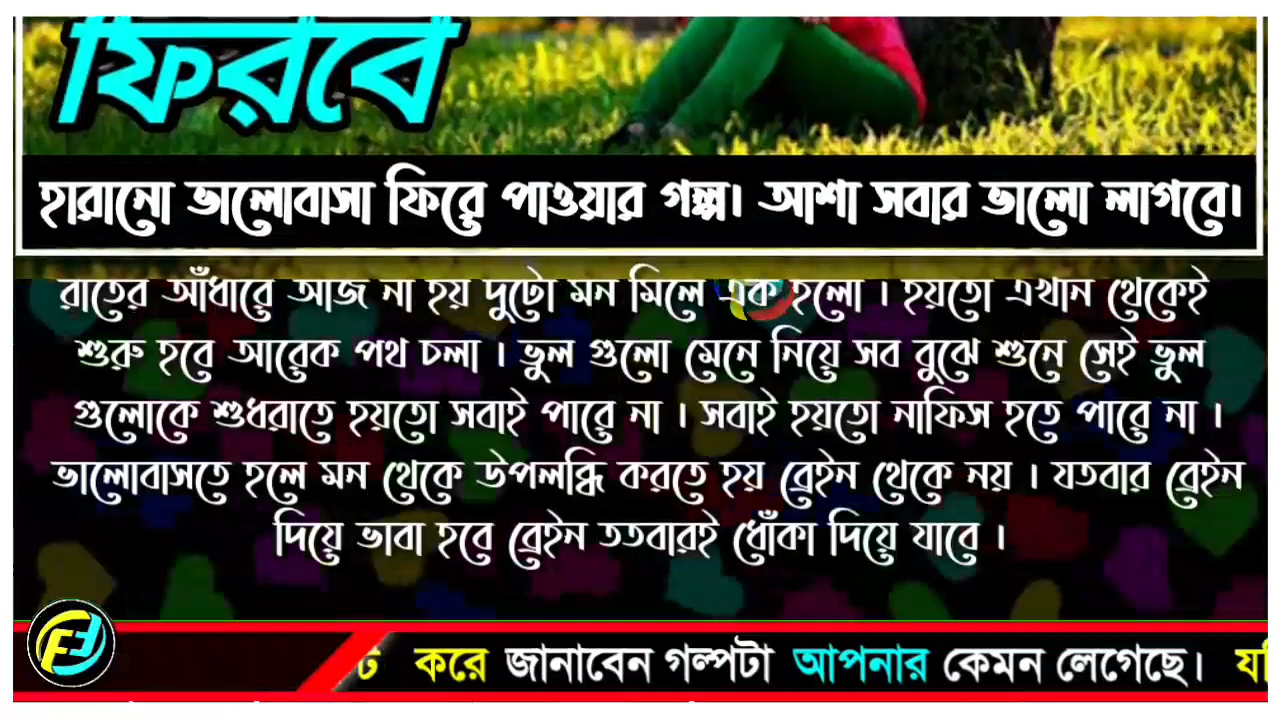 ফিরবে
হারানো ভালোবাসা ফিরে পাওয়ার গল্প। আশা সবার ভালো লাগবে।
রাতের আঁধারে আজ না হয় দুটো মন মিলে এক হলো । হয়তো এখান থেকেই
শুরু হবে আরেক পথ চলা । ভুল গুলো মেনে নিয়ে সব বুঝে শুনে সেই ভুল
গুলোকে শুধরাতে হয়তো সবাই পারে না । সবাই হয়তো নাফিস হতে পারে না ।
ভালোবাসতে হলে মন থেকে উপলব্ধি করতে হয় ব্রেইন থেকে নয় । যতবার ব্রেইন
দিয়ে ভাবা হবে ব্রেইন ততবারই ধোঁকা দিয়ে যাবে ।
করে জানাবেন গল্পটা আপনার কেমন লেগেছে।